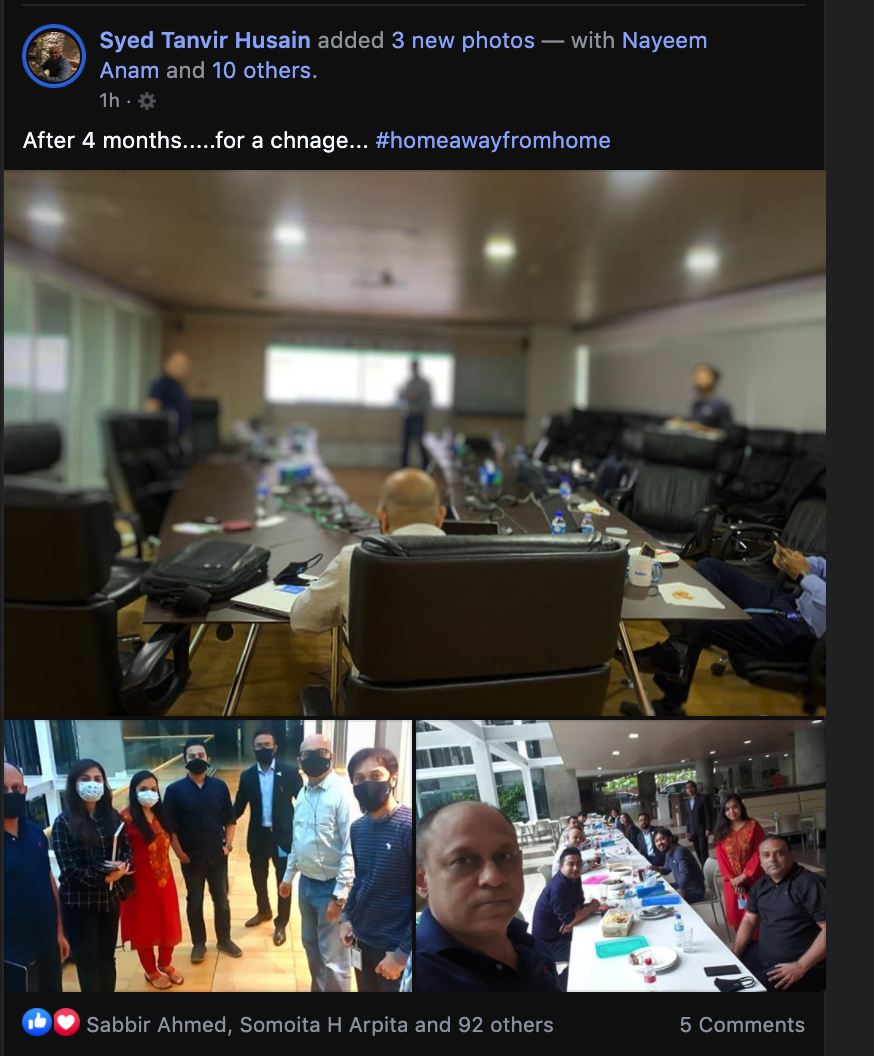 Syed Tanvir Husain added 3 new photos — with Nayeem
Anam and 10 others.
1h ·
After 4 months.....for a chnage... #homeawayfromhome
Sabbir Ahmed, Somoita H Arpita and 92 others
5 Comments